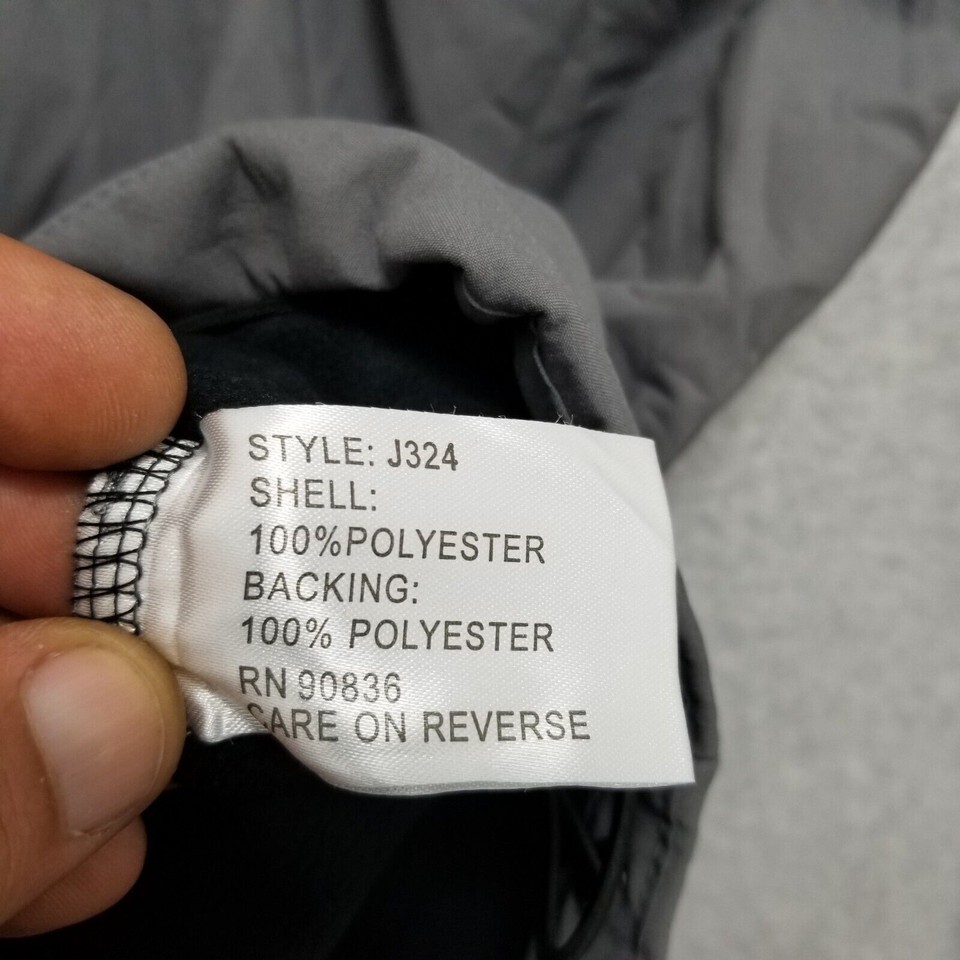 STYLE: J324
SHELL:
100%POLYESTER
BACKING:
100% POLYESTER
RN 90836
CARE ON REVERSE